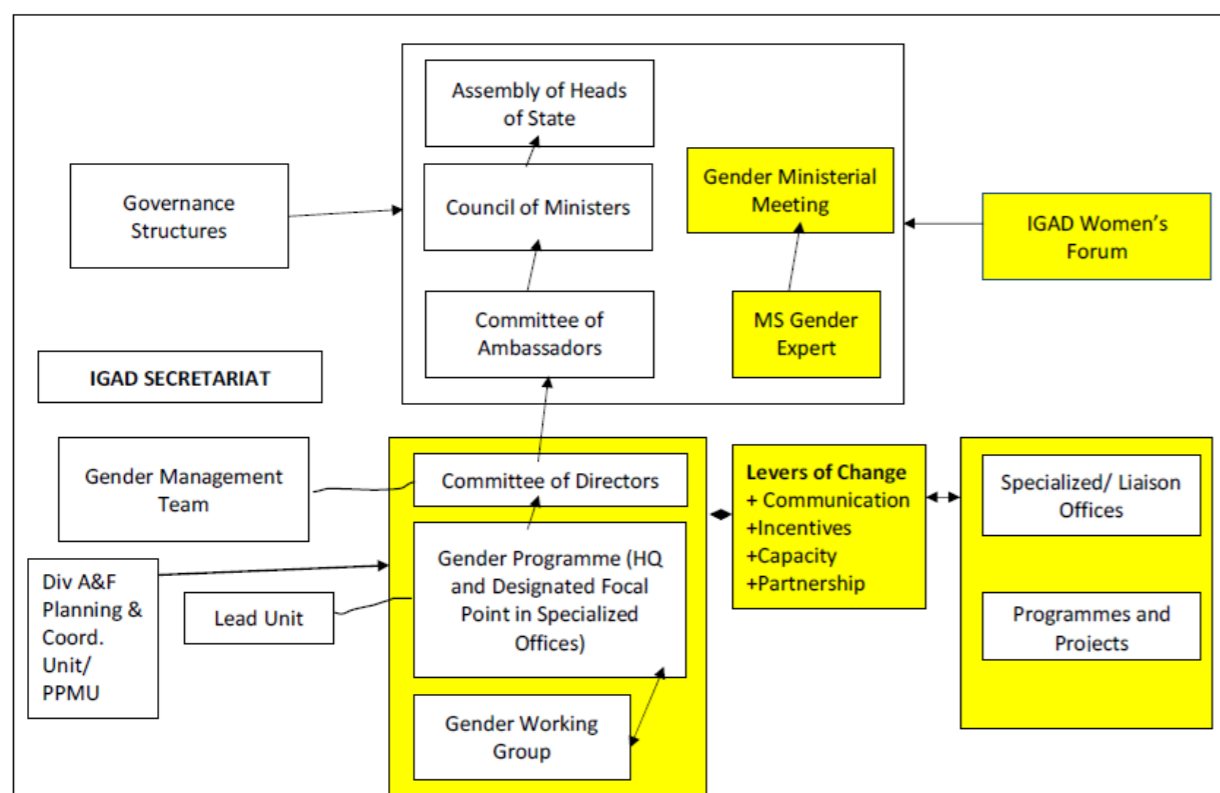 Assembly of Heads
of State
Governance
Structures
Council of Ministers
Gender Ministerial
Meeting
IGAD Women’s
Forum
Committee of
Ambassadors
MS Gender
Expert
IGAD SECRETARIAT
Gender Management
Team
Committee of Directors
Levers of Change
+ Communication
+Incentives
+Capacity
+Partnership
Specialized/ Liaison
Offices
Div A&F
Planning &
Coord.
Unit/
PPMU
Lead Unit
Gender Programme (HQ
and Designated Focal
Point in Specialized
Offices)
Programmes and
Projects
Gender Working
Group